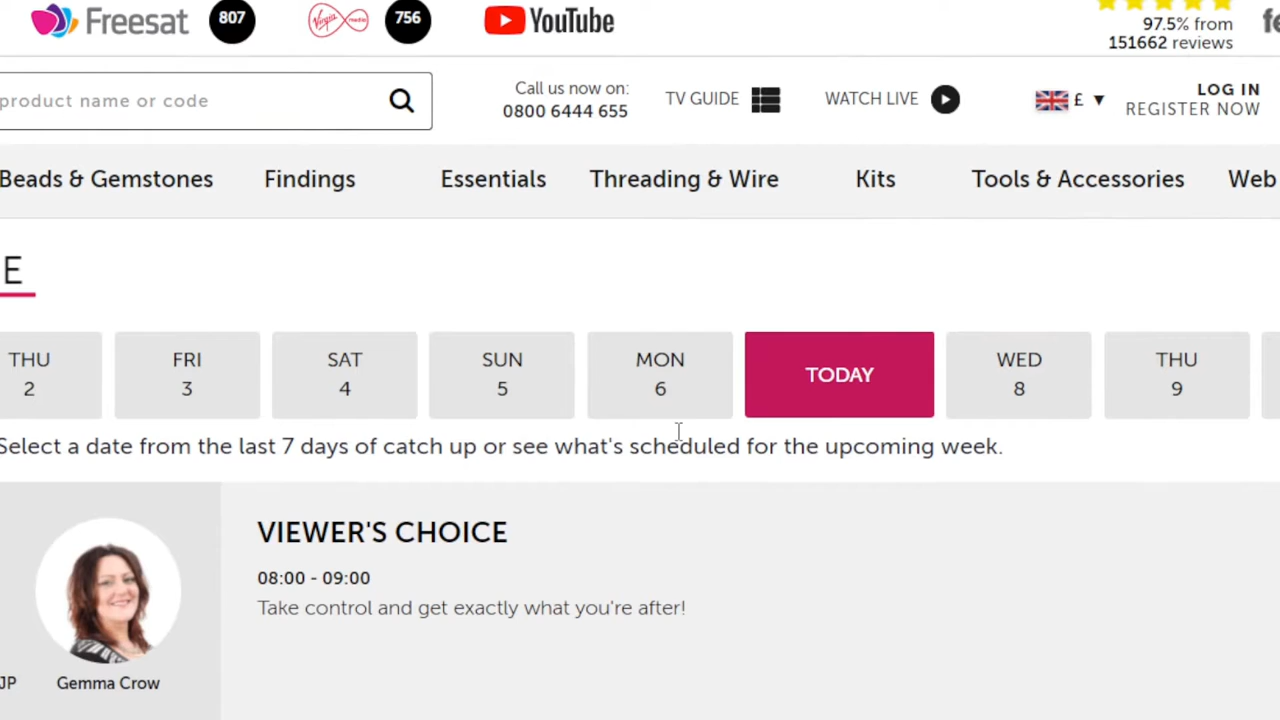 Freesat 807 Virgin media 756 YouTube
97.5% from
151662 reviews
product name or code
Call us now on:
0800 6444 655
TV GUIDE
WATCH LIVE
£
LOG IN
REGISTER NOW
Beads & Gemstones Findings Essentials Threading & Wire Kits Tools & Accessories Web
E
THU
2
FRI
3
SAT
4
SUN
5
MON
6
TODAY
WED
8
THU
9
Select a date from the last 7 days of catch up or see what's scheduled for the upcoming week.
VIEWER'S CHOICE
08:00 - 09:00
Take control and get exactly what you're after!
JP
Gemma Crow